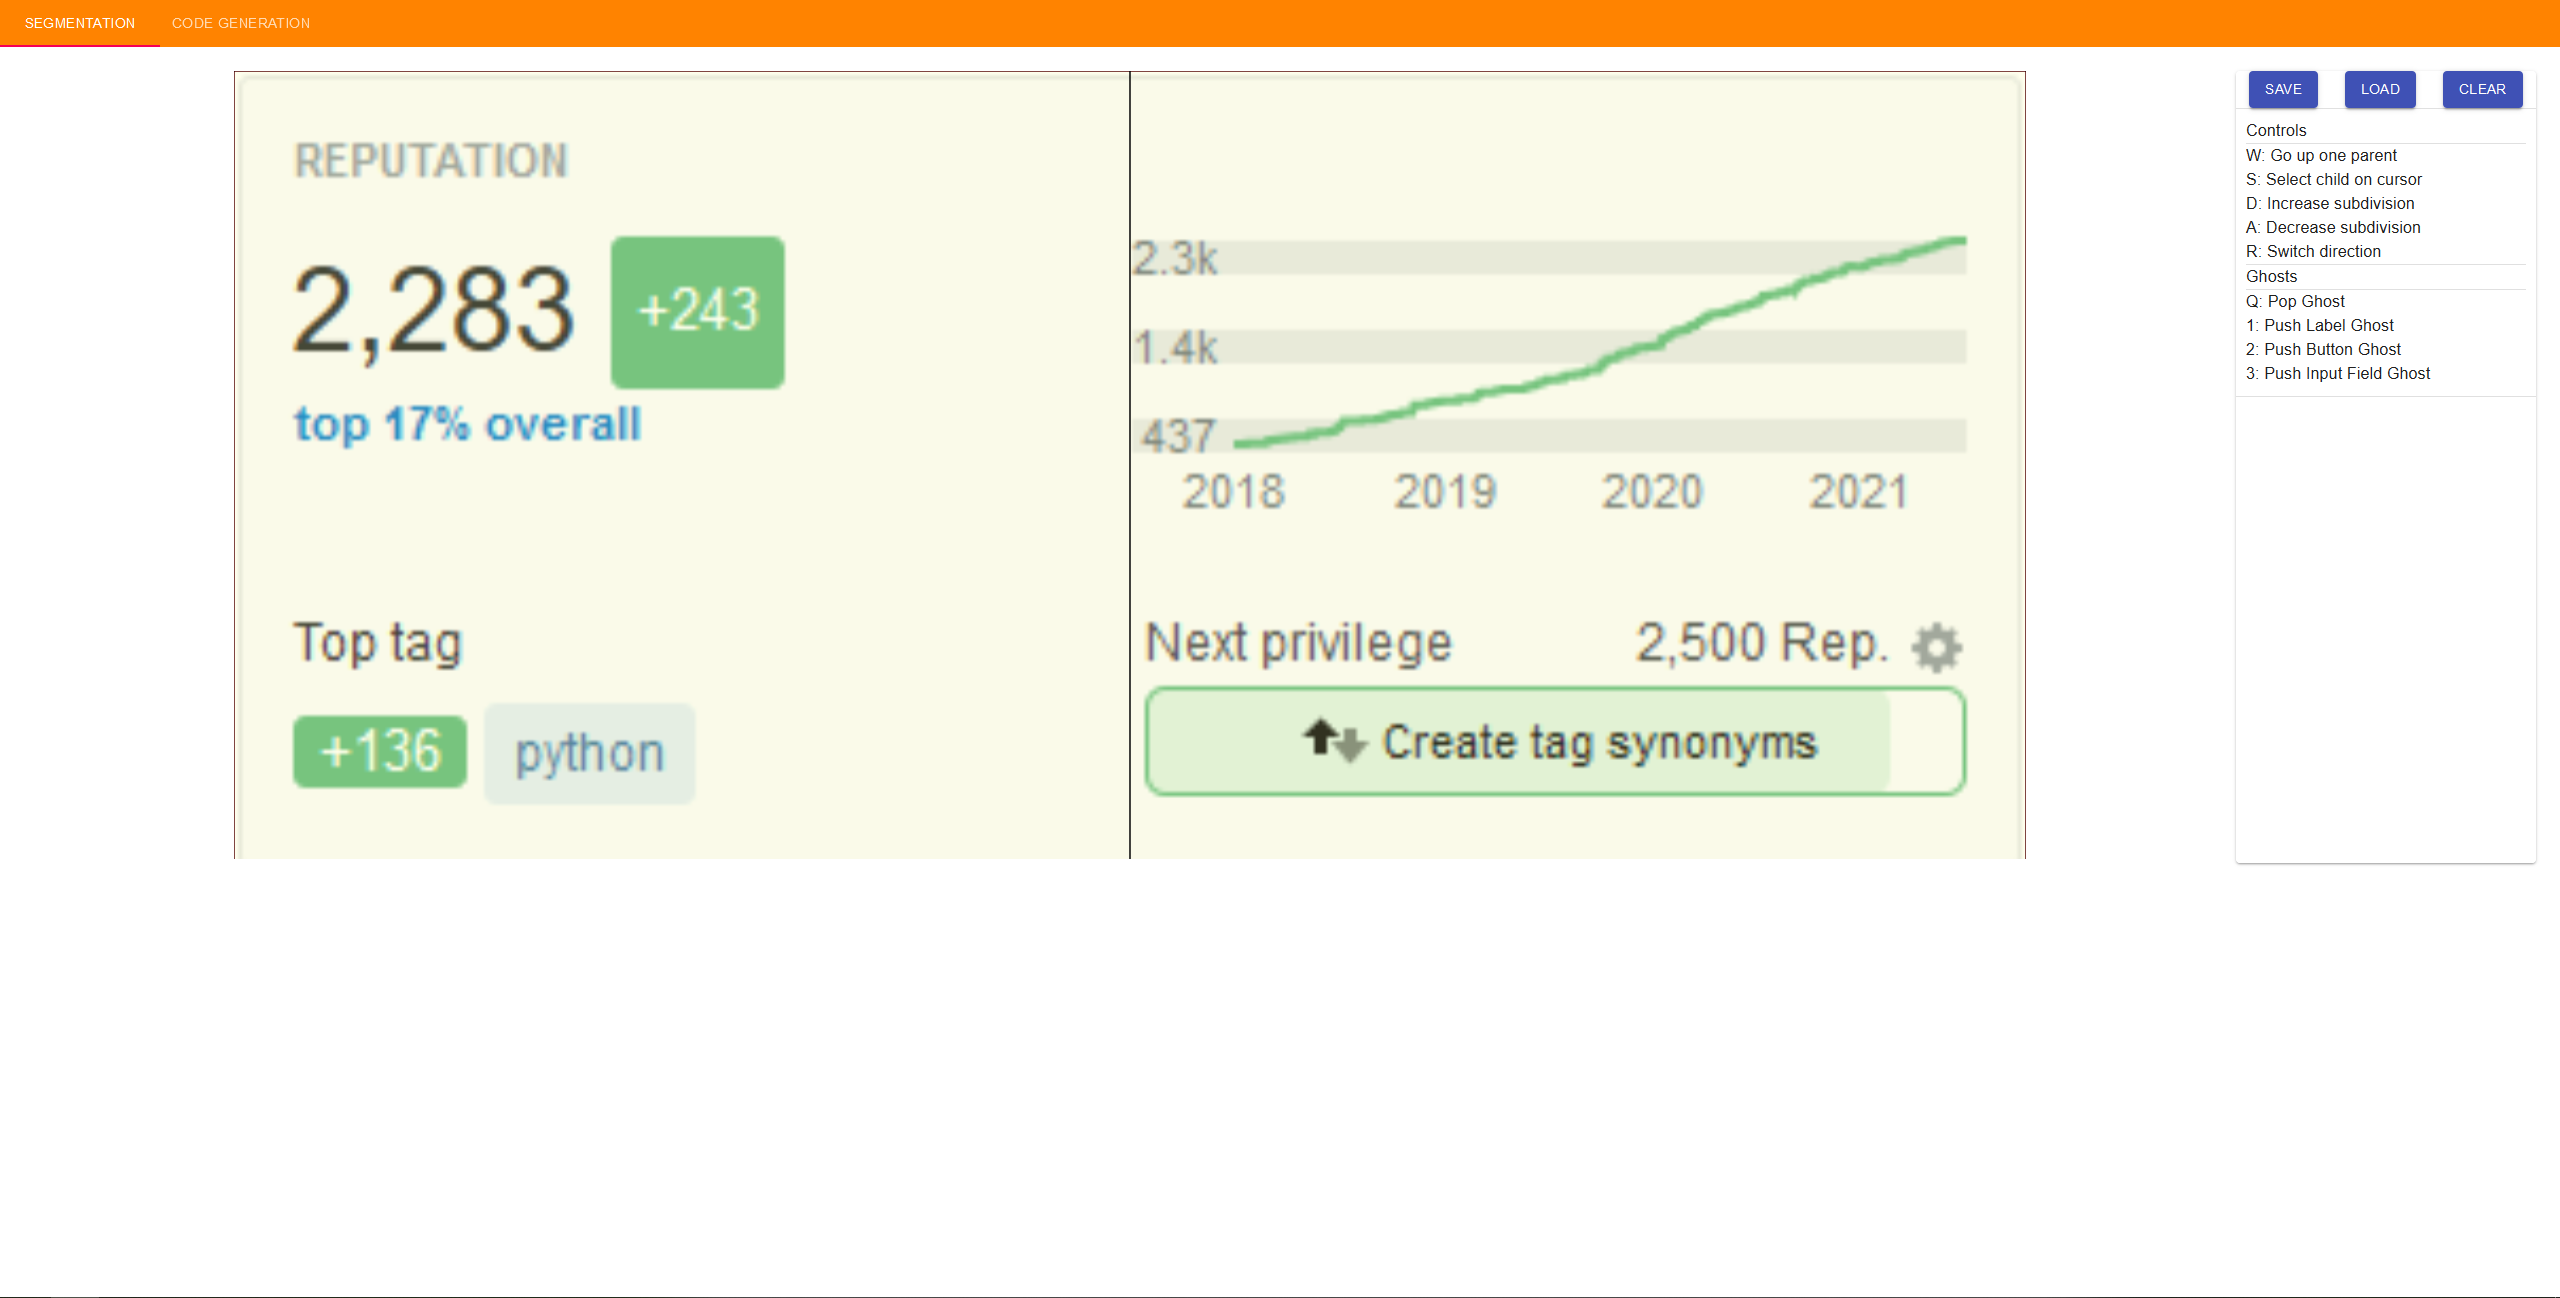 SEGMENTATION CODE GENERATION
REPUTATION
2,283 +243
top 17% overall
Top tag
+136 python
2.3k
1.4k
437
2018 2019 2020 2021
Next privilege 2,500 Rep.
Create tag synonyms
SAVE LOAD CLEAR
Controls
W: Go up one parent
S: Select child on cursor
D: Increase subdivision
A: Decrease subdivision
R: Switch direction
Ghosts
Q: Pop Ghost
1: Push Label Ghost
2: Push Button Ghost
3: Push Input Field Ghost